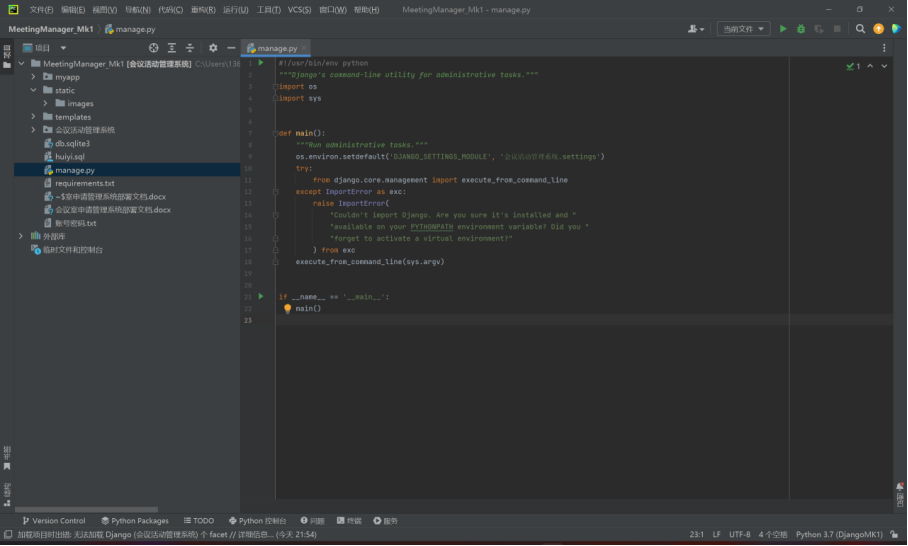 文件(F) 编辑(E) 视图(V) 导航(N) 代码(C) 重构(R) 运行(U) 工具(T) VCS(S) 窗口(W) 帮助(H) MeetingManager_Mk1 - manage.py
MeetingManager_Mk1 manage.py 当前文件
项目
MeetingManager_Mk1 [会议活动管理系统] C:\Users\136
myapp
static
images
templates
会议活动管理系统
db.sqlite3
huiyi.sql
manage.py
requirements.txt
~$室申请管理系统部署文档.docx
会议室申请管理系统部署文档.docx
账号密码.txt
外部库
临时文件和控制台
manage.py
1
1 #!/usr/bin/env python
2 """Django's command-line utility for administrative tasks."""
3 import os
4 import sys
5
6
7 def main():
8 """Run administrative tasks."""
9 os.environ.setdefault('DJANGO_SETTINGS_MODULE', '会议活动管理系统.settings')
10 try:
11 from django.core.management import execute_from_command_line
12 except ImportError as exc:
13 raise ImportError(
14 "Couldn't import Django. Are you sure it's installed and "
15 "available on your PYTHONPATH environment variable? Did you "
16 "forget to activate a virtual environment?"
17 ) from exc
18 execute_from_command_line(sys.argv)
19
20
21 if __name__ == '__main__':
22 main()
23
书签
结构
通知
Version Control Python Packages TODO Python 控制台 问题 终端 服务
加载项目时出错: 无法加载 Django (会议活动管理系统) 个 facet // 详细信息... (今天 21:54) 23:1 LF UTF-8 4 个空格 Python 3.7 (DjangoMK1)